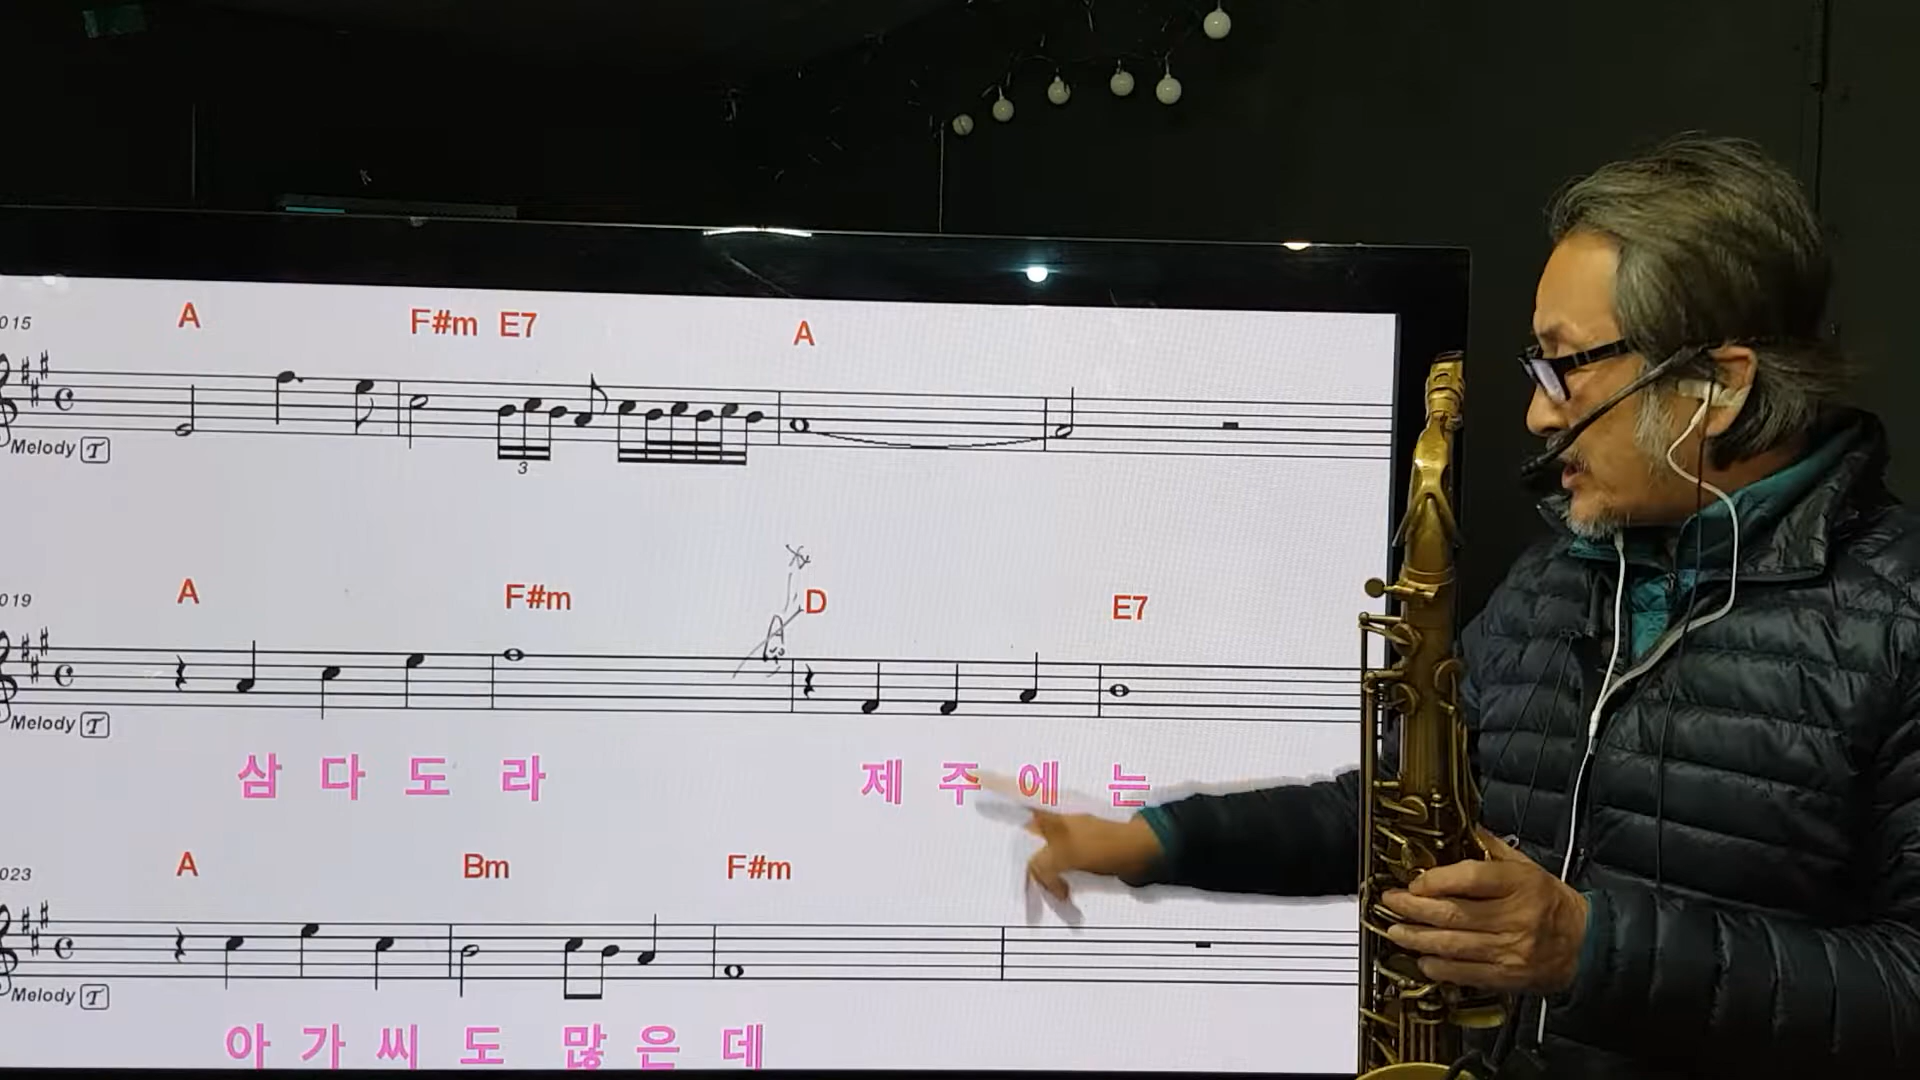 015 A F#m E7 A
Melody T
3
019 A F#m D E7
Melody T
삼 다 도 라 제 주 에 는
023 A Bm F#m
Melody T
아 가 씨 도 많 은 데